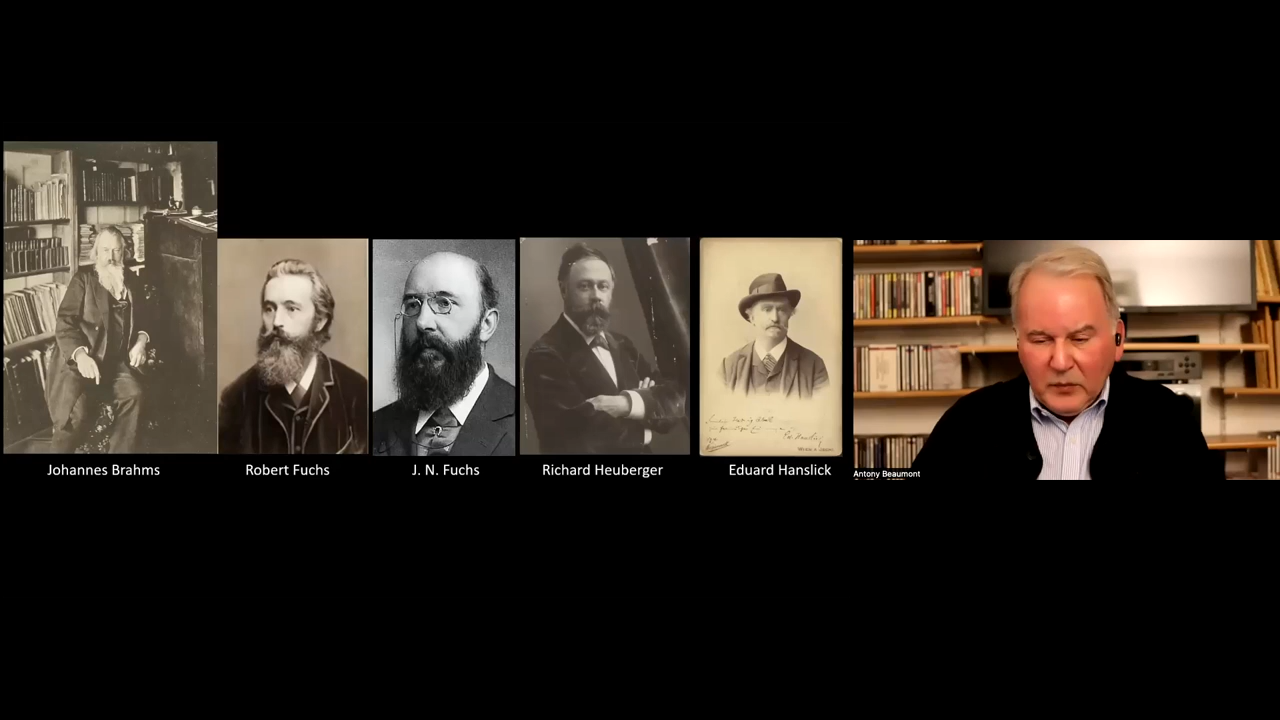 Johannes Brahms
Robert Fuchs
J. N. Fuchs
Richard Heuberger
Eduard Hanslick
Antony Beaumont